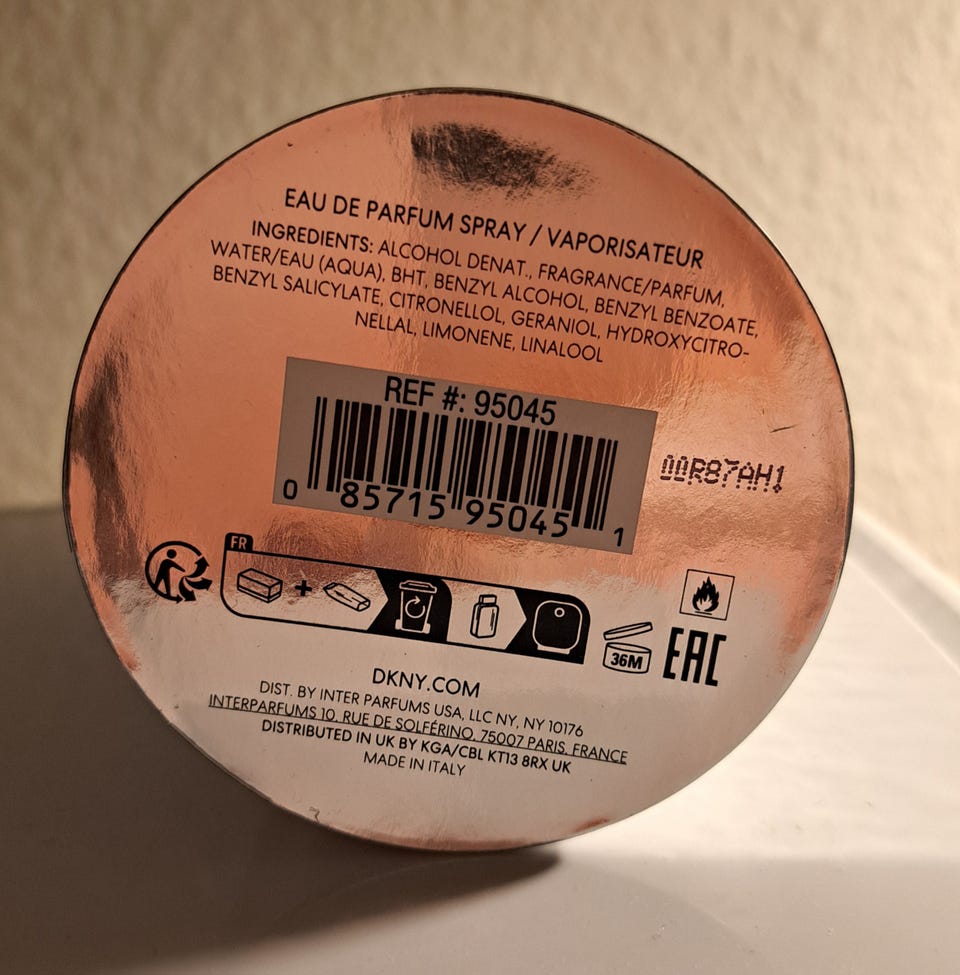 EAU DE PARFUM SPRAY / VAPORISATEUR
INGREDIENTS: ALCOHOL DENAT., FRAGRANCE/PARFUM,
WATER/EAU (AQUA), BHT, BENZYL ALCOHOL, BENZYL BENZOATE,
BENZYL SALICYLATE, CITRONELLOL, GERANIOL, HYDROXYCITRO-
NELLAL, LIMONENE, LINALOOL
REF #: 95045
0 85715 95045 1
00R87AH1
FR
36M
EAC
DKNY.COM
DIST. BY INTER PARFUMS USA, LLC NY, NY 10176
INTERPARFUMS 10, RUE DE SOLFÉRINO, 75007 PARIS, FRANCE
DISTRIBUTED IN UK BY KGA/CBL KT13 8RX UK
MADE IN ITALY